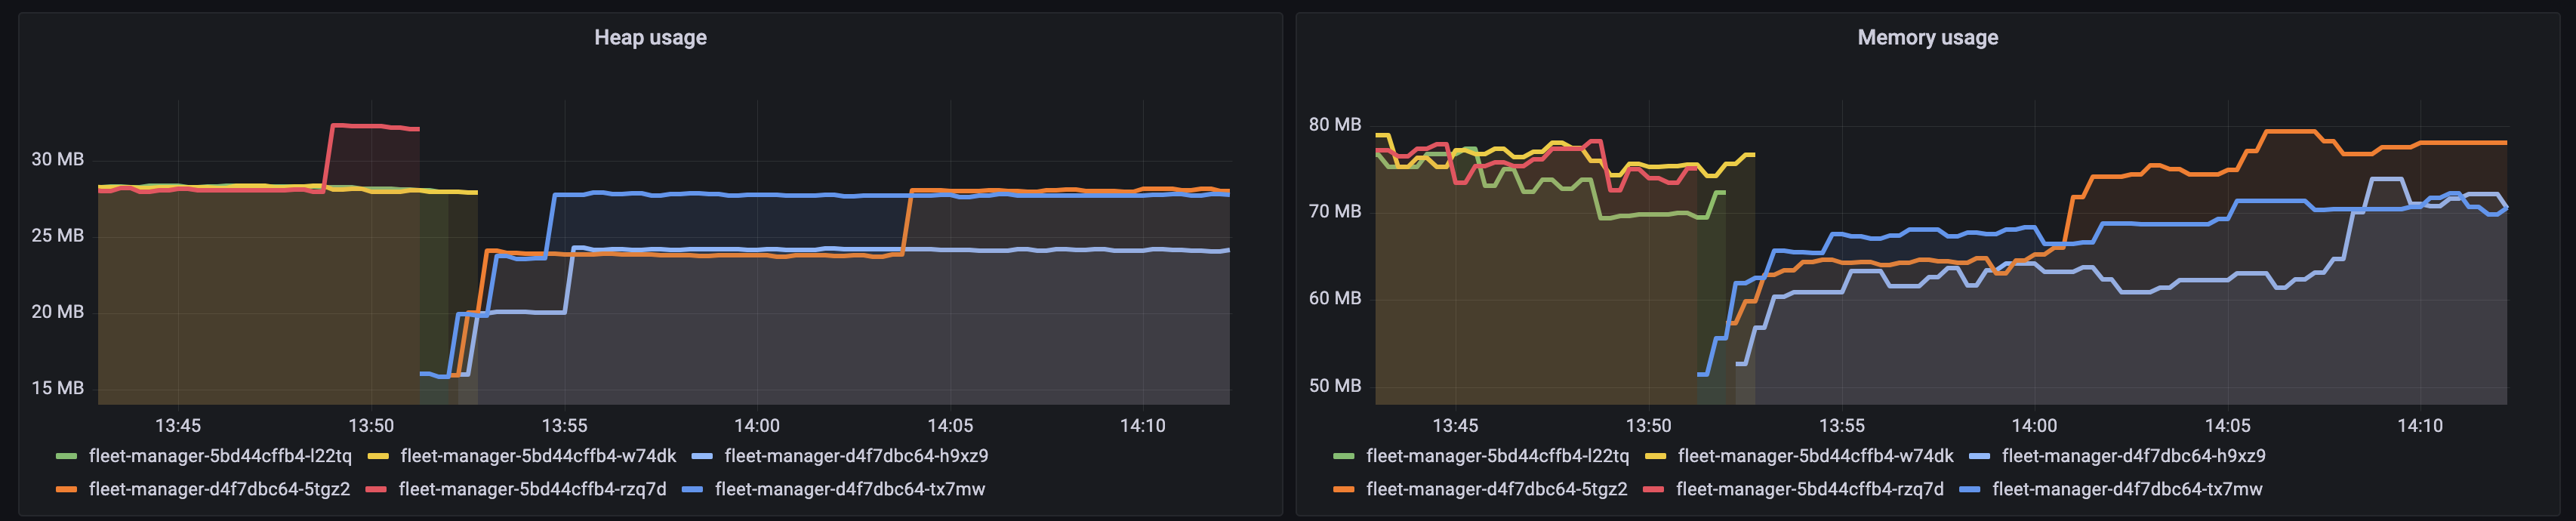 Heap usage
30 MB
25 MB
20 MB
15 MB
13:45 13:50 13:55 14:00 14:05 14:10
fleet-manager-5bd44cffb4-l22tq fleet-manager-5bd44cffb4-w74dk fleet-manager-d4f7dbc64-h9xz9
fleet-manager-d4f7dbc64-5tgz2 fleet-manager-5bd44cffb4-rzq7d fleet-manager-d4f7dbc64-tx7mw
Memory usage
80 MB
70 MB
60 MB
50 MB
13:45 13:50 13:55 14:00 14:05 14:10
fleet-manager-5bd44cffb4-l22tq fleet-manager-5bd44cffb4-w74dk fleet-manager-d4f7dbc64-h9xz9
fleet-manager-d4f7dbc64-5tgz2 fleet-manager-5bd44cffb4-rzq7d fleet-manager-d4f7dbc64-tx7mw